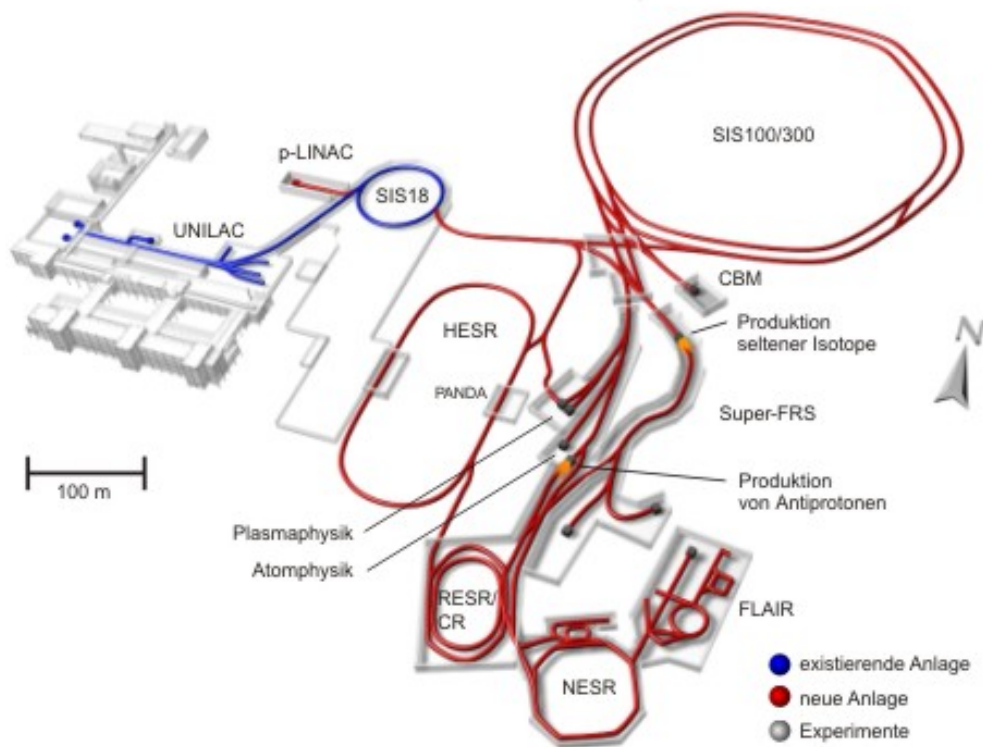 SIS100/300
p-LINAC
SIS18
UNILAC
CBM
HESR
Produktion
seltener Isotope
N
PANDA
Super-FRS
100 m
Produktion
von Antiprotonen
Plasmaphysik
Atomphysik
RESR/
CR
FLAIR
NESR
existierende Anlage
neue Anlage
Experimente